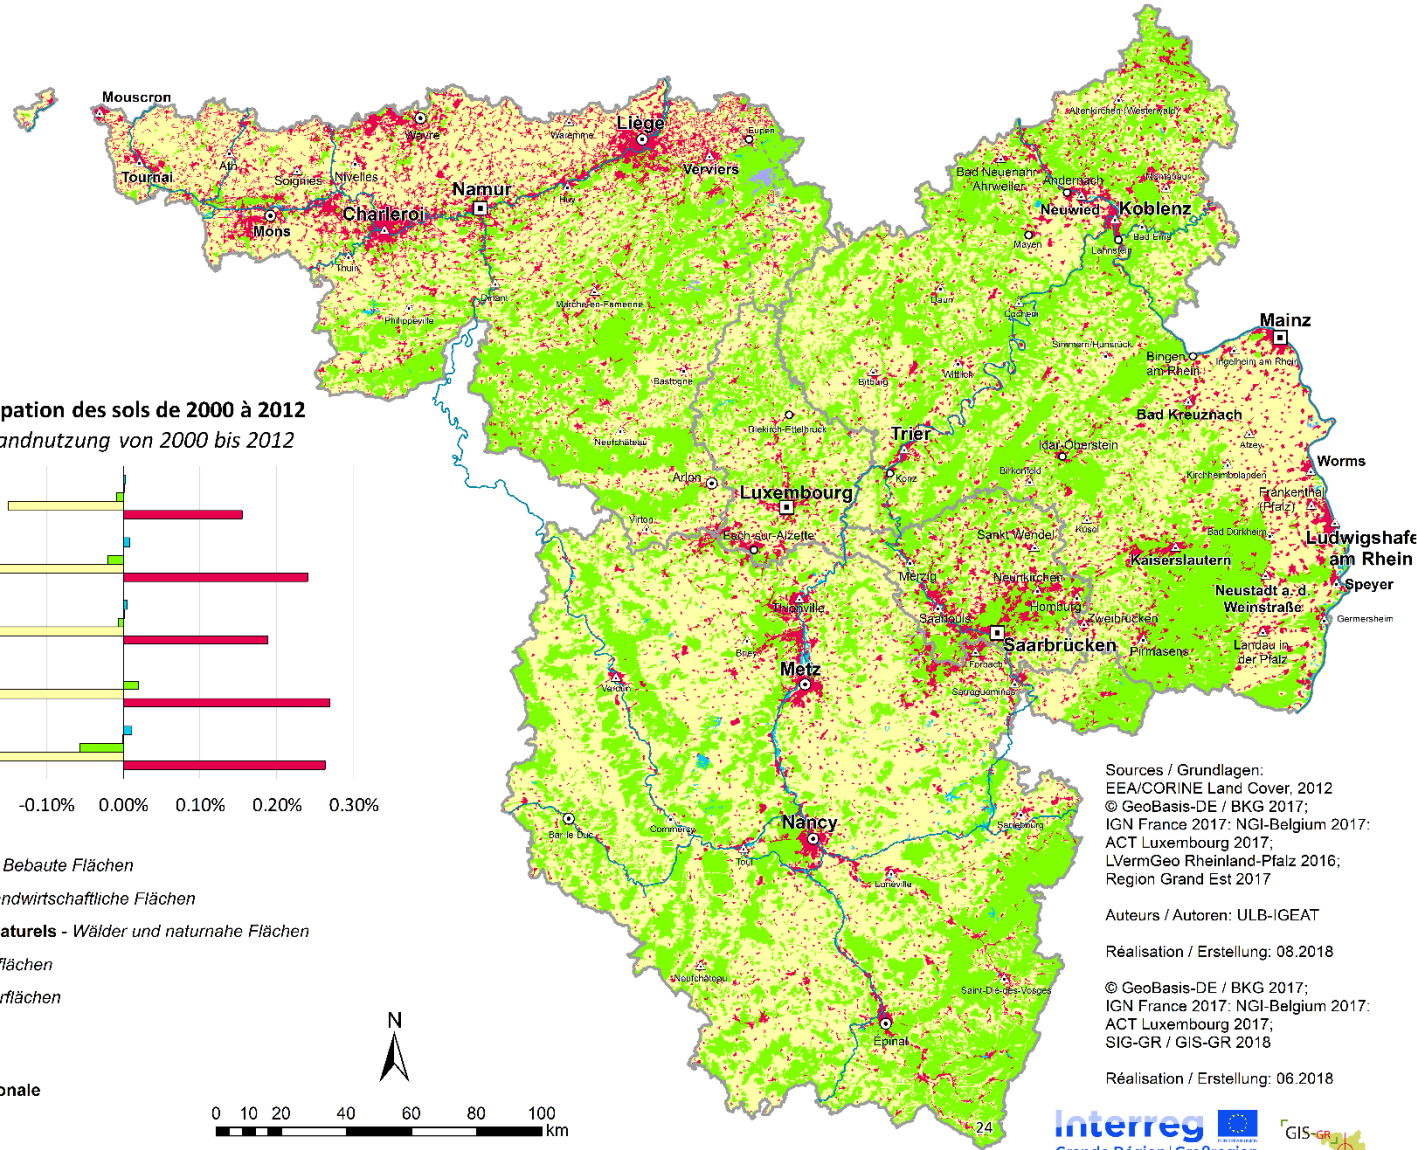 Mouscron
Tournai
Ath
Soignies
Nivelles
Wavre
Waremme
Liège
Eupen
Verviers
Huy
Namur
Charleroi
Mons
Thuin
Dinant
Philippeville
Marche-en-Famenne
Bastogne
Neufchâteau
Arlon
Virton
Altenkirchen (Westerwald)
Bad Neuenahr-
Ahrweiler
Andernach
Montabaur
Neuwied
Koblenz
Bad Ems
Lahnstein
Mayen
Daun
Cochem
Simmern/Hunsrück
Bitburg
Wittlich
Mainz
Bingen
am Rhein
Ingelheim am Rhein
Bad Kreuznach
Alzey
Idar-Oberstein
Birkenfeld
Kirchheimbolanden
Worms
Frankenthal
(Pfalz)
Bad Dürkheim
Ludwigshafe
am Rhein
Kaiserslautern
Kusel
Speyer
Neustadt a. d.
Weinstraße
Germersheim
Landau in
der Pfalz
Pirmasens
Zweibrücken
Trier
Konz
Diekirch-Ettelbruck
Luxembourg
Esch-sur-Alzette
Sankt Wendel
Merzig
Neunkirchen
Homburg
Saarlouis
Saarbrücken
Forbach
Sarreguemines
Thionville
Briey
Metz
Verdun
Bar le Duc
Commercy
Toul
Nancy
Lunéville
Sarrebourg
Neufchâteau
Saint-Dié-des-Vosges
Épinal
24
pation des sols de 2000 à 2012
andnutzung von 2000 bis 2012
-0.10% 0.00% 0.10% 0.20% 0.30%
- Bebaute Flächen
ndwirtschaftliche Flächen
aturels - Wälder und naturnahe Flächen
flächen
rflächen
onale
N
0 10 20 40 60 80 100
km
Sources / Grundlagen:
EEA/CORINE Land Cover, 2012
© GeoBasis-DE / BKG 2017;
IGN France 2017: NGI-Belgium 2017:
ACT Luxembourg 2017;
LVermGeo Rheinland-Pfalz 2016;
Region Grand Est 2017
Auteurs / Autoren: ULB-IGEAT
Réalisation / Erstellung: 08.2018
© GeoBasis-DE / BKG 2017;
IGN France 2017: NGI-Belgium 2017:
ACT Luxembourg 2017;
SIG-GR / GIS-GR 2018
Réalisation / Erstellung: 06.2018
Interreg
Grande Région | Großregion
GIS-GR